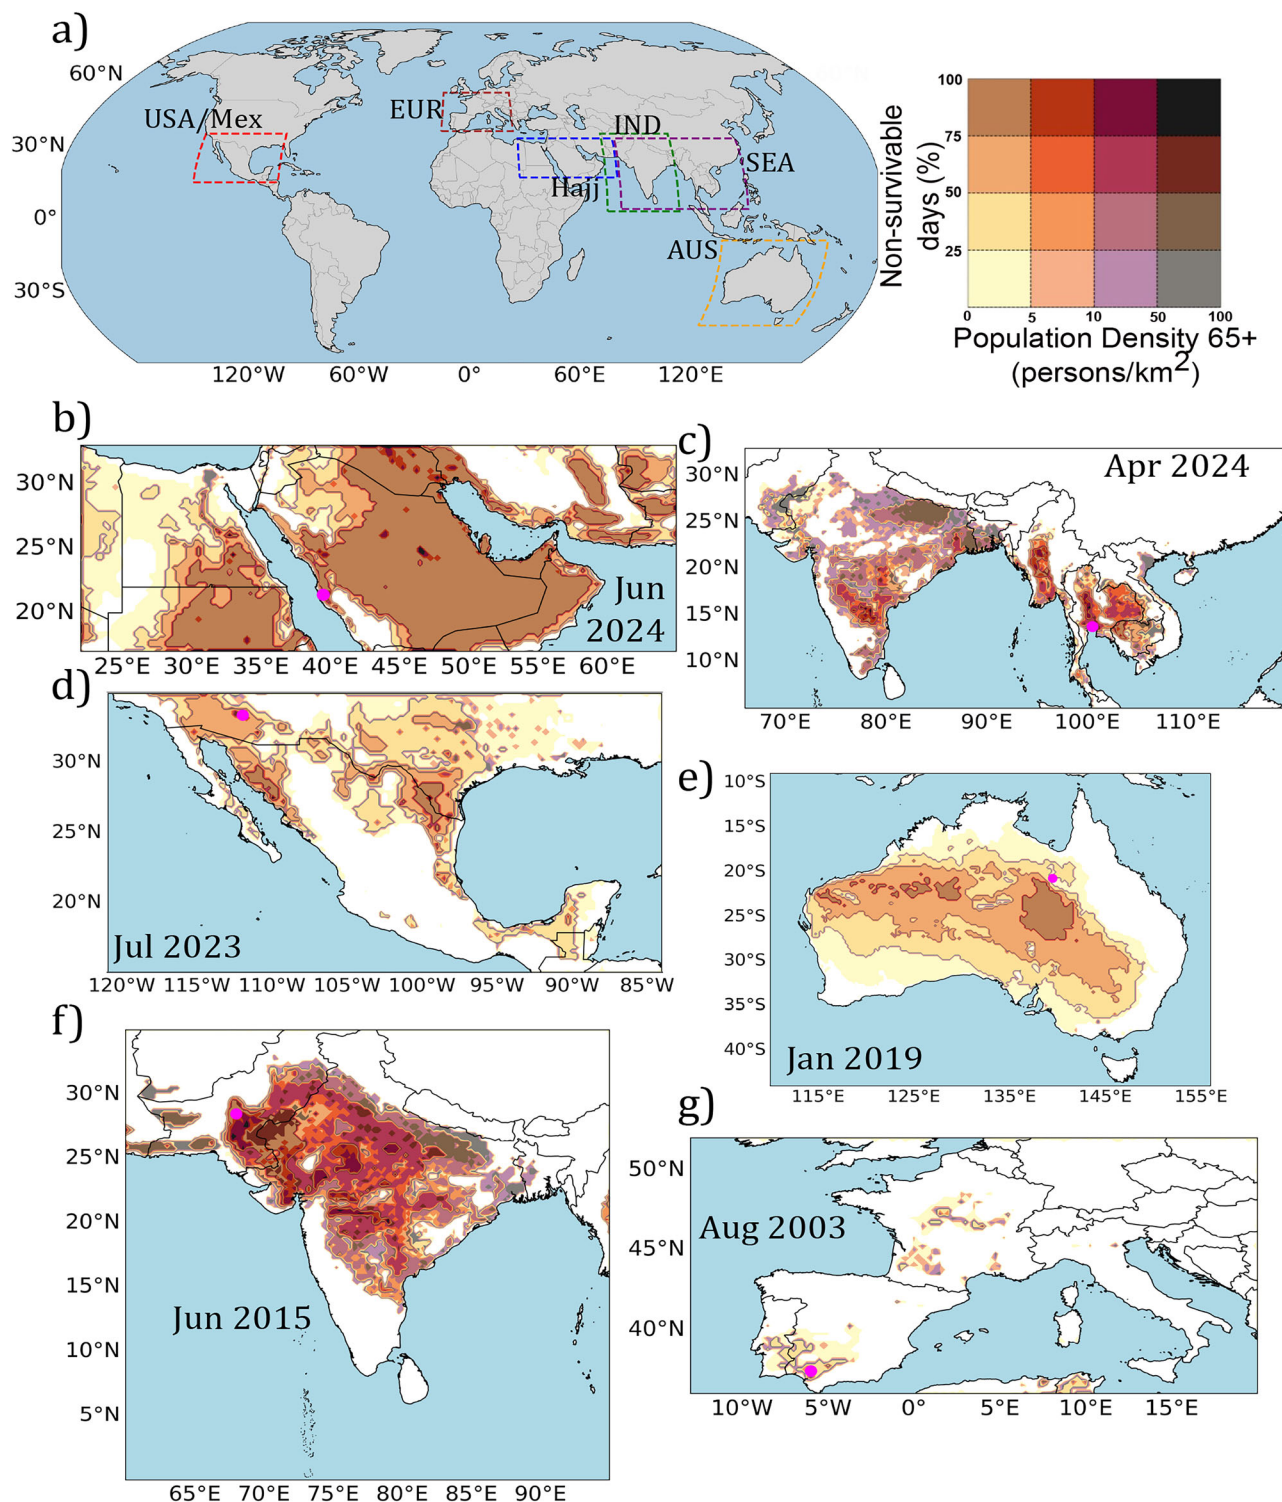 a)
60°N
30°N
0°
30°S
120°W 60°W 0° 60°E 120°E
USA/Mex
EUR
IND
Hajj
SEA
AUS
Non-survivable
days (%)
100
75
50
25
0 5 10 50 100
Population Density 65+
(persons/km2)
b)
30°N
25°N
20°N
Jun
2024
25°E 30°E 35°E 40°E 45°E 50°E 55°E 60°E
c)
Apr 2024
30°N
25°N
20°N
15°N
10°N
70°E 80°E 90°E 100°E 110°E
d)
30°N
25°N
20°N
Jul 2023
120°W 115°W 110°W 105°W 100°W 95°W 90°W 85°W
e)
10°S
15°S
20°S
25°S
30°S
35°S
40°S
Jan 2019
115°E 125°E 135°E 145°E 155°E
f)
30°N
25°N
20°N
15°N
10°N
5°N
Jun 2015
65°E 70°E 75°E 80°E 85°E 90°E
g)
50°N
45°N
40°N
Aug 2003
10°W 5°W 0° 5°E 10°E 15°E